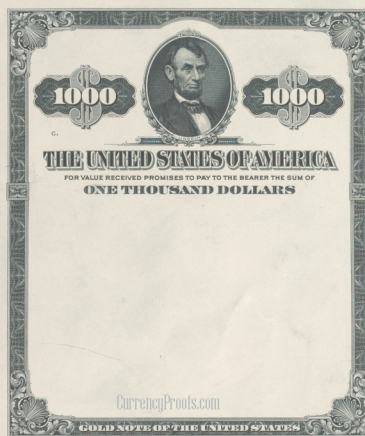 1000 1000
G.
THE UNITED STATES OF AMERICA
FOR VALUE RECEIVED PROMISES TO PAY TO THE BEARER THE SUM OF
ONE THOUSAND DOLLARS
CurrencyProofs.com
GOLD NOTE OF THE UNITED STATES